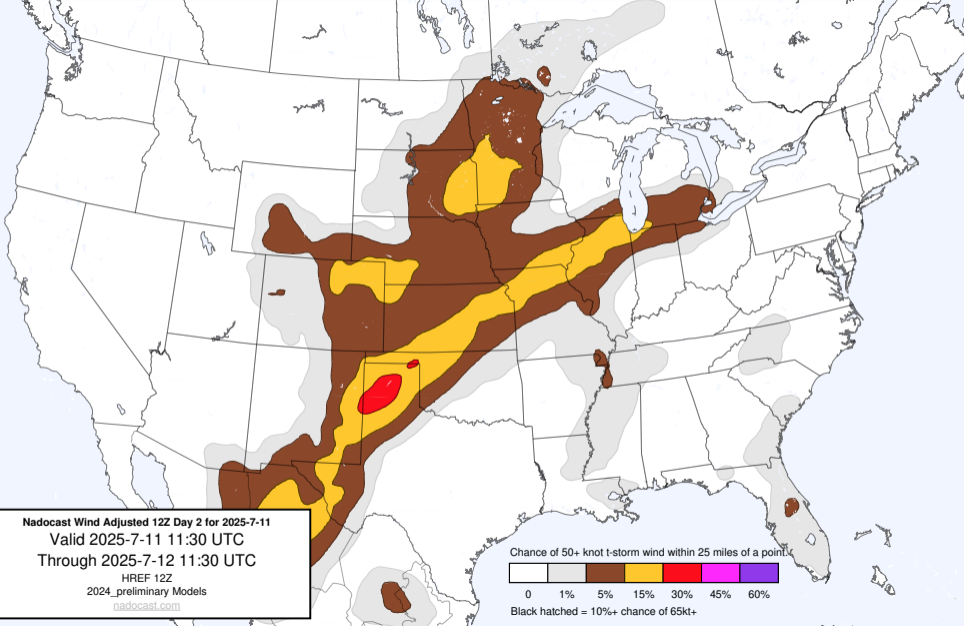 Nadocast Wind Adjusted 12Z Day 2 for 2025-7-11
Valid 2025-7-11 11:30 UTC
Through 2025-7-12 11:30 UTC
HREF 12Z
2024_preliminary Models
nadocast.com
Chance of 50+ knot t-storm wind within 25 miles of a point.
0 1% 5% 15% 30% 45% 60%
Black hatched = 10%+ chance of 65kt+